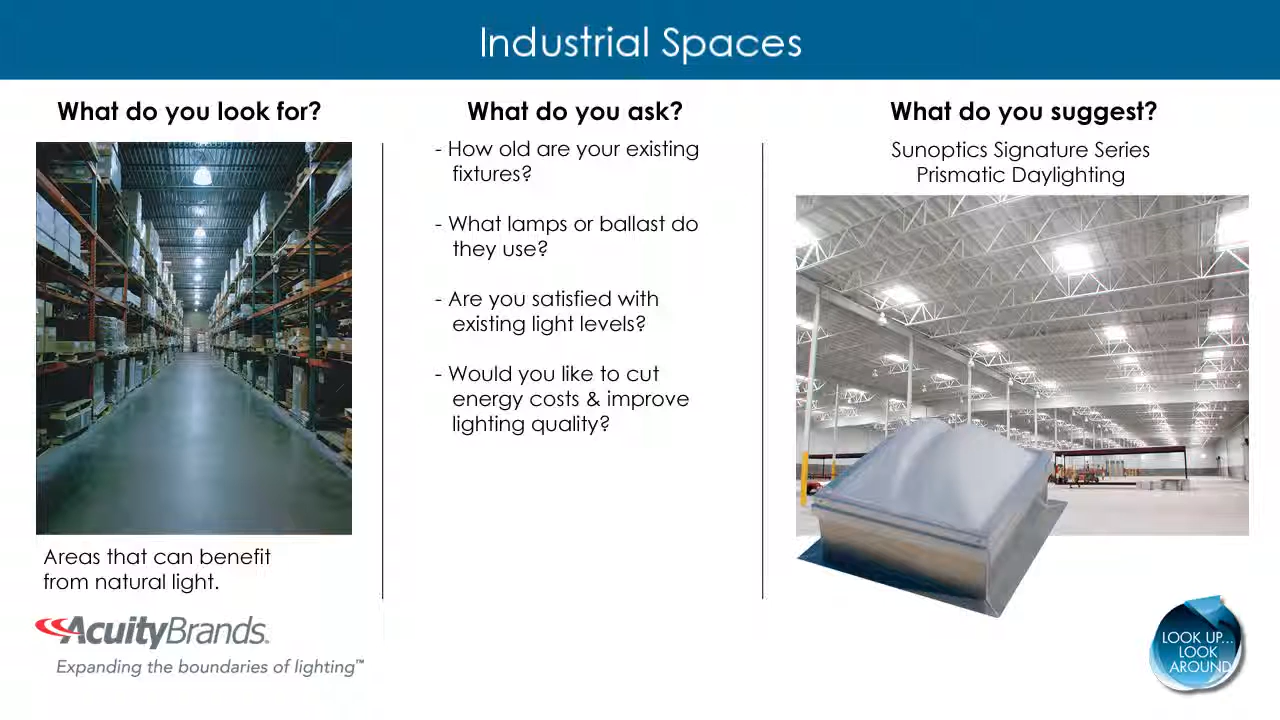 Industrial Spaces
What do you look for?
Areas that can benefit
from natural light.
What do you ask?
- How old are your existing
fixtures?
- What lamps or ballast do
they use?
- Are you satisfied with
existing light levels?
- Would you like to cut
energy costs & improve
lighting quality?
What do you suggest?
Sunoptics Signature Series
Prismatic Daylighting
AcuityBrands.
Expanding the boundaries of lighting™
LOOK UP...
LOOK
AROUND